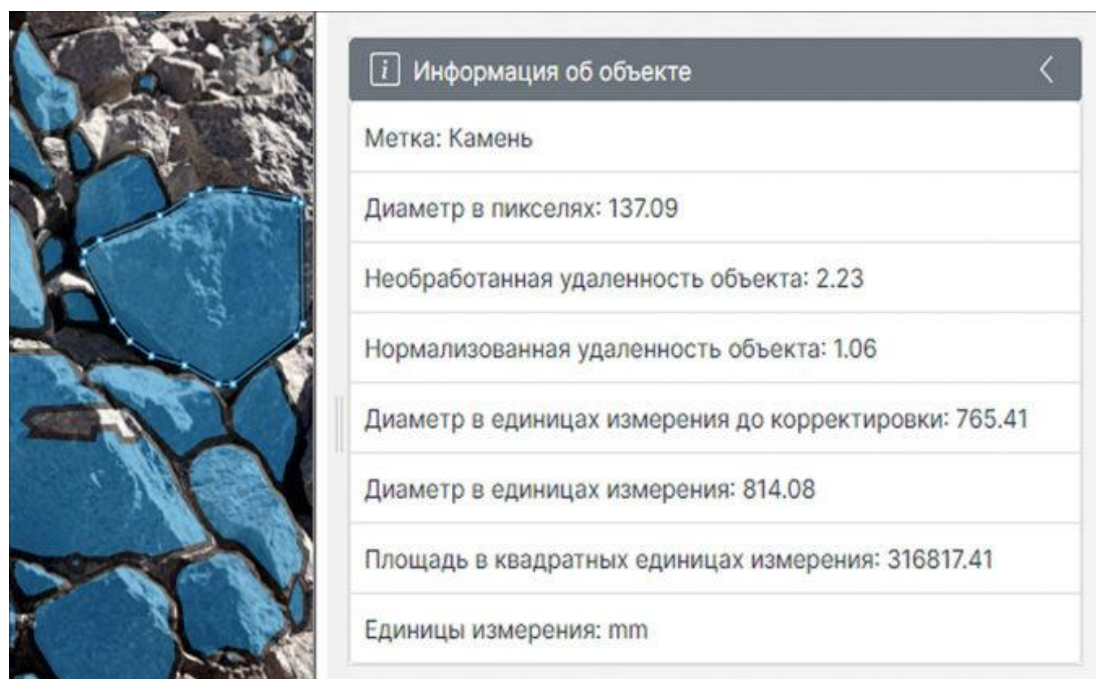 Информация об объекте
Метка: Камень
Диаметр в пикселях: 137.09
Необработанная удаленность объекта: 2.23
Нормализованная удаленность объекта: 1.06
Диаметр в единицах измерения до корректировки: 765.41
Диаметр в единицах измерения: 814.08
Площадь в квадратных единицах измерения: 316817.41
Единицы измерения: mm